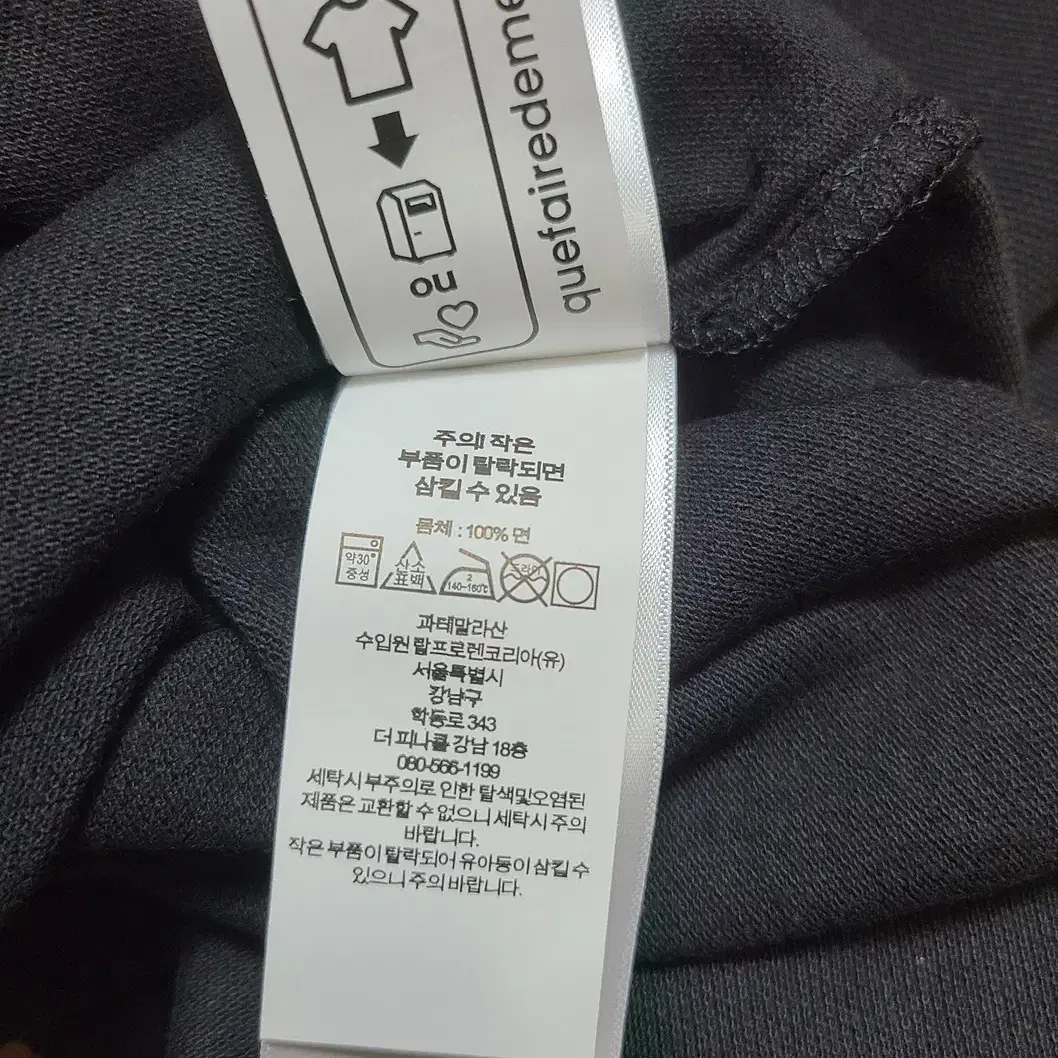 quefairedeme
OU
주의! 작은
부품이 탈락되면
삼킬 수 있음
몸체 : 100% 면
약30°
중성
산소
표백
2
140~160℃
드라이
과테말라산
수입원 랄프로렌코리아(유)
서울특별시
강남구
학동로 343
더 피나클 강남 18층
080-566-1199
세탁시 부주의로 인한 탈색및오염된
제품은 교환할 수 없으니 세탁시 주의
바랍니다.
작은 부품이 탈락되어 유아동이 삼킬 수
있으니 주의 바랍니다.